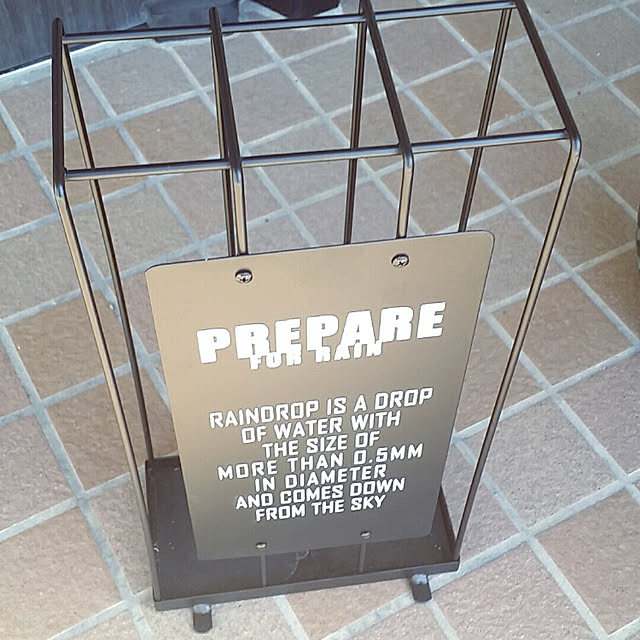 PREPARE
FOR RAIN
RAINDROP IS A DROP
OF WATER WITH
THE SIZE OF
MORE THAN 0.5MM
IN DIAMETER
AND COMES DOWN
FROM THE SKY